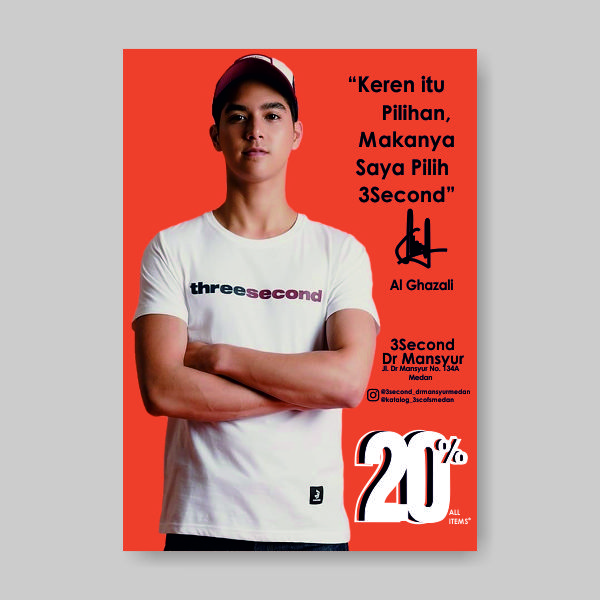 “Keren itu
Pilihan,
Makanya
Saya Pilih
3Second”
Al Ghazali
threesecond
3Second
Dr Mansyur
Jl. Dr Mansyur No. 134A
Medan
@3second_drmansyurmedan
@katalog_3scofsmedan
20%
ALL
ITEMS*